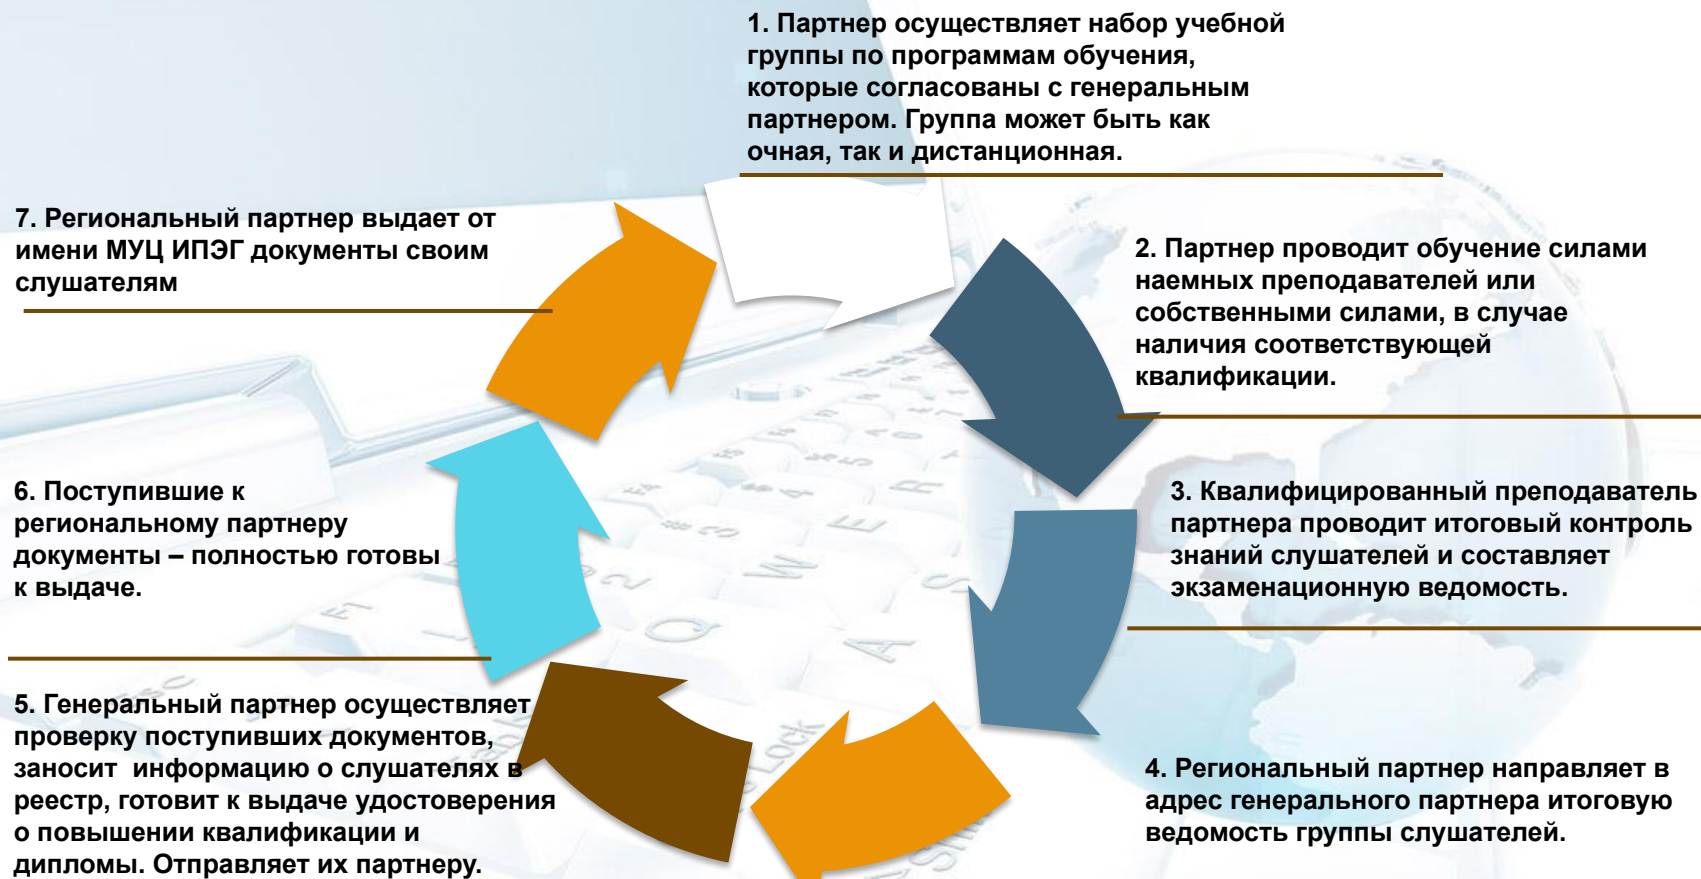 1. Партнер осуществляет набор учебной
группы по программам обучения,
которые согласованы с генеральным
партнером. Группа может быть как
очная, так и дистанционная.
2. Партнер проводит обучение силами
наемных преподавателей или
собственными силами, в случае
наличия соответствующей
квалификации.
3. Квалифицированный преподаватель
партнера проводит итоговый контроль
знаний слушателей и составляет
экзаменационную ведомость.
4. Региональный партнер направляет в
адрес генерального партнера итоговую
ведомость группы слушателей.
5. Генеральный партнер осуществляет
проверку поступивших документов,
заносит информацию о слушателях в
реестр, готовит к выдаче удостоверения
о повышении квалификации и
дипломы. Отправляет их партнеру.
6. Поступившие к
региональному партнеру
документы – полностью готовы
к выдаче.
7. Региональный партнер выдает от
имени МУЦ ИПЭГ документы своим
слушателям